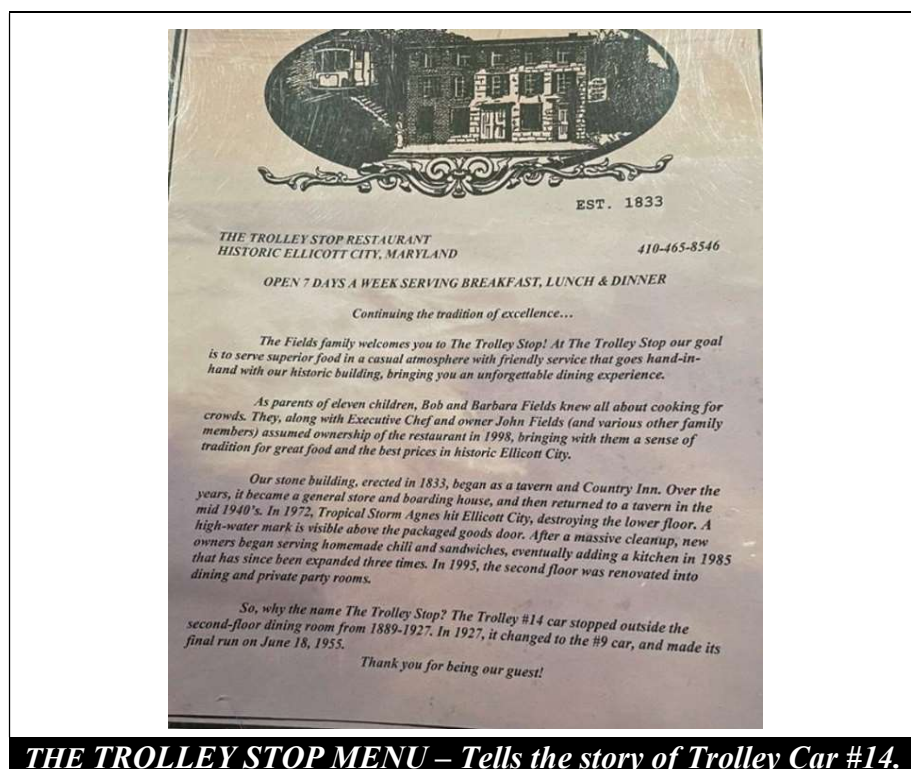 EST. 1833
THE TROLLEY STOP RESTAURANT
HISTORIC ELLICOTT CITY, MARYLAND
410-465-8546
OPEN 7 DAYS A WEEK SERVING BREAKFAST, LUNCH & DINNER
Continuing the tradition of excellence…
The Fields family welcomes you to The Trolley Stop! At The Trolley Stop our goal
is to serve superior food in a casual atmosphere with friendly service that goes hand-in-
hand with our historic building, bringing you an unforgettable dining experience.
As parents of eleven children, Bob and Barbara Fields knew all about cooking for
crowds. They, along with Executive Chef and owner John Fields (and various other family
members) assumed ownership of the restaurant in 1998, bringing with them a sense of
tradition for great food and the best prices in historic Ellicott City.
Our stone building, erected in 1833, began as a tavern and Country Inn. Over the
years, it became a general store and boarding house, and then returned to a tavern in the
mid 1940's. In 1972, Tropical Storm Agnes hit Ellicott City, destroying the lower floor. A
high-water mark is visible above the packaged goods door. After a massive cleanup, new
owners began serving homemade chili and sandwiches, eventually adding a kitchen in 1985
that has since been expanded three times. In 1995, the second floor was renovated into
dining and private party rooms.
So, why the name The Trolley Stop? The Trolley #14 car stopped outside the
second-floor dining room from 1889-1927. In 1927, it changed to the #9 car, and made its
final run on June 18, 1955.
Thank you for being our guest!
THE TROLLEY STOP MENU – Tells the story of Trolley Car #14.